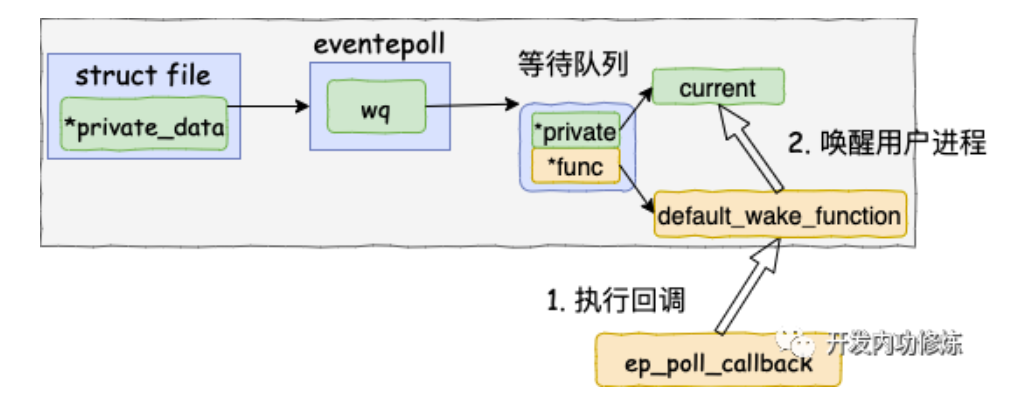 eventepoll
struct file
*private_data
wq
等待队列
current
*private
*func
2. 唤醒用户进程
default_wake_function
1. 执行回调
开发内功修炼
ep_poll_callback